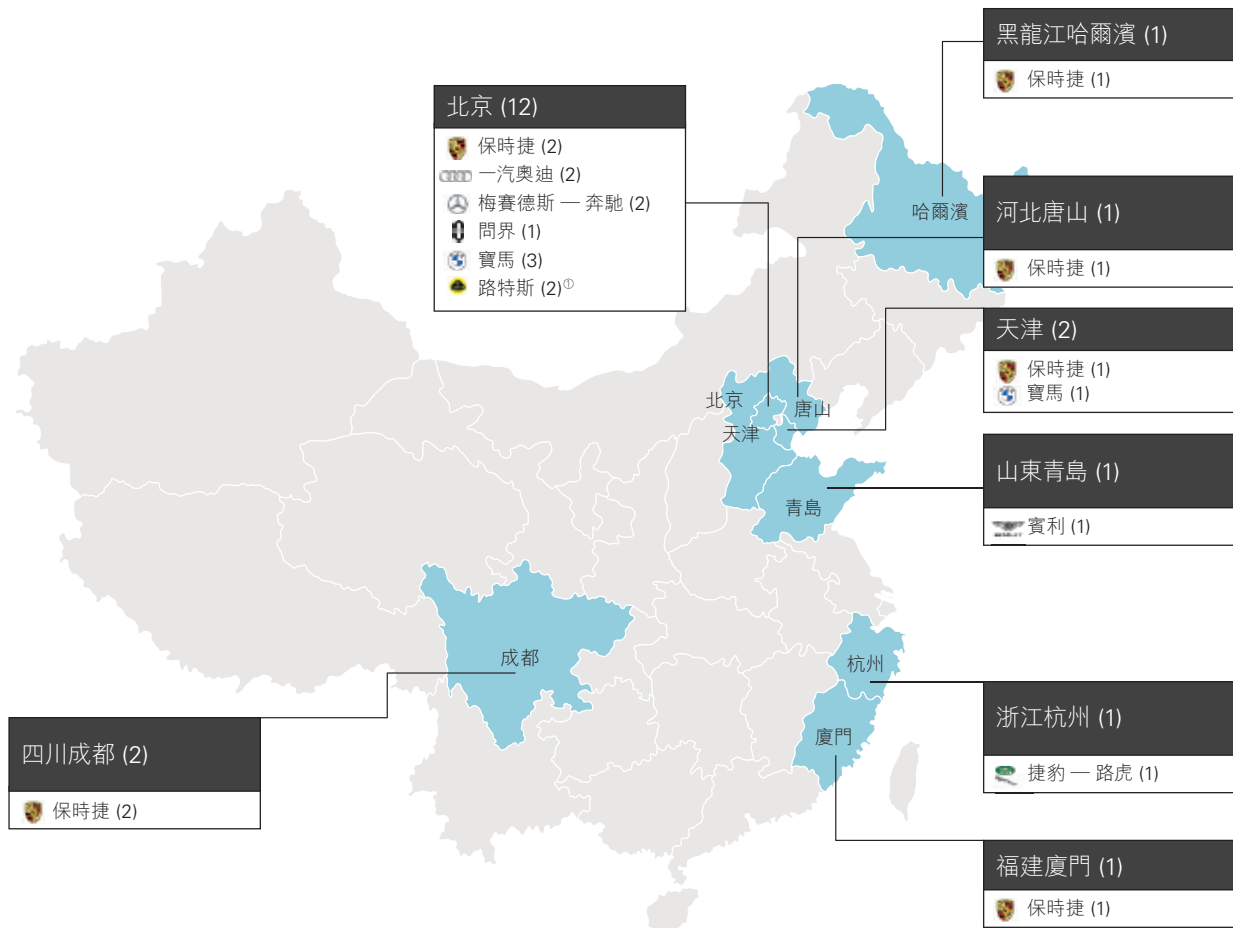 黑龍江哈爾濱 (1)
保時捷 (1)
北京 (12)
保時捷 (2)
一汽奧迪 (2)
梅賽德斯 — 奔馳 (2)
問界 (1)
寶馬 (3)
路特斯 (2)①
哈爾濱
河北唐山 (1)
保時捷 (1)
天津 (2)
保時捷 (1)
寶馬 (1)
北京
唐山
天津
山東青島 (1)
賓利 (1)
青島
成都
杭州
四川成都 (2)
保時捷 (2)
浙江杭州 (1)
捷豹 — 路虎 (1)
廈門
福建廈門 (1)
保時捷 (1)